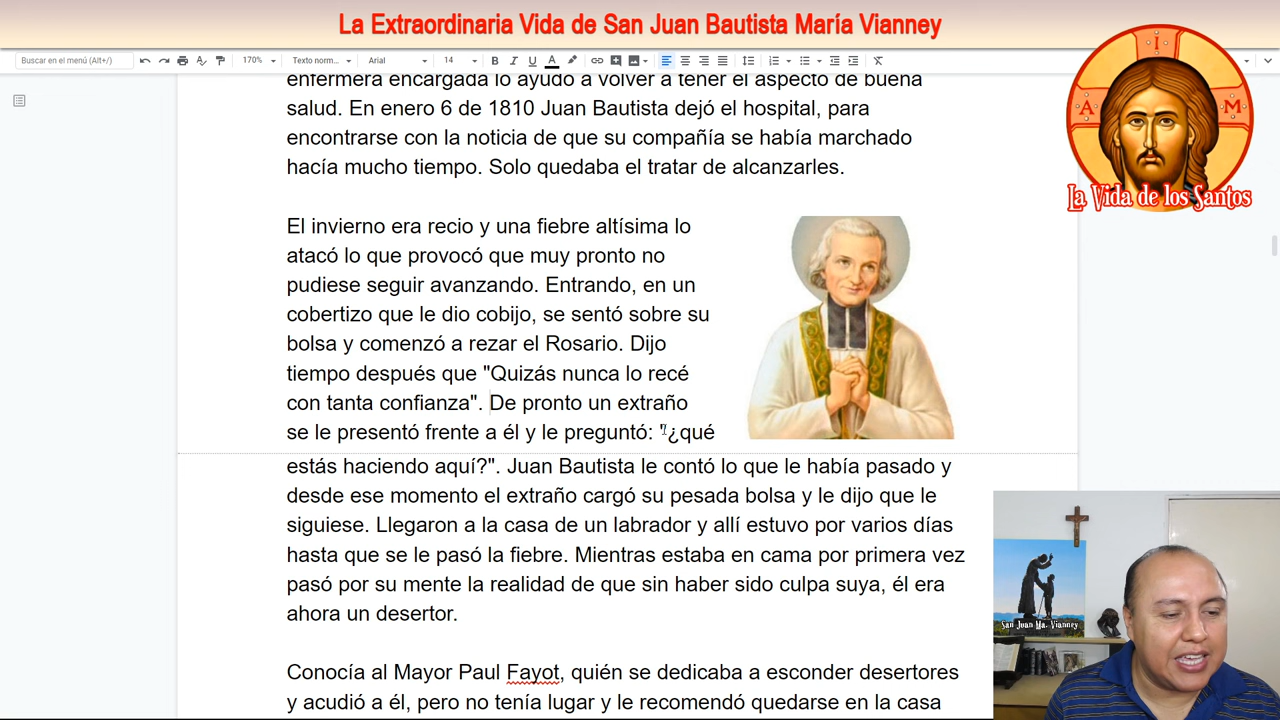 La Extraordinaria Vida de San Juan Bautista María Vianney
Buscar en el menú (Alt+/)
170%
Texto norm...
Arial
B I U A
enfermera encargada lo ayudó a volver a tener el aspecto de buena
salud. En enero 6 de 1810 Juan Bautista dejó el hospital, para
encontrarse con la noticia de que su compañía se había marchado
hacía mucho tiempo. Solo quedaba el tratar de alcanzarles.
I
A M
La Vida de los Santos
El invierno era recio y una fiebre altísima lo
atacó lo que provocó que muy pronto no
pudiese seguir avanzando. Entrando, en un
cobertizo que le dio cobijo, se sentó sobre su
bolsa y comenzó a rezar el Rosario. Dijo
tiempo después que "Quizás nunca lo recé
con tanta confianza". De pronto un extraño
se le presentó frente a él y le preguntó: "¿qué
estás haciendo aquí?". Juan Bautista le contó lo que le había pasado y
desde ese momento el extraño cargó su pesada bolsa y le dijo que le
siguiese. Llegaron a la casa de un labrador y allí estuvo por varios días
hasta que se le pasó la fiebre. Mientras estaba en cama por primera vez
pasó por su mente la realidad de que sin haber sido culpa suya, él era
ahora un desertor.
Conocía al Mayor Paul Fayot, quién se dedicaba a esconder desertores
y acudió a él, pero no tenía lugar y le recomendó quedarse en la casa
San Juan Ma. Vianney